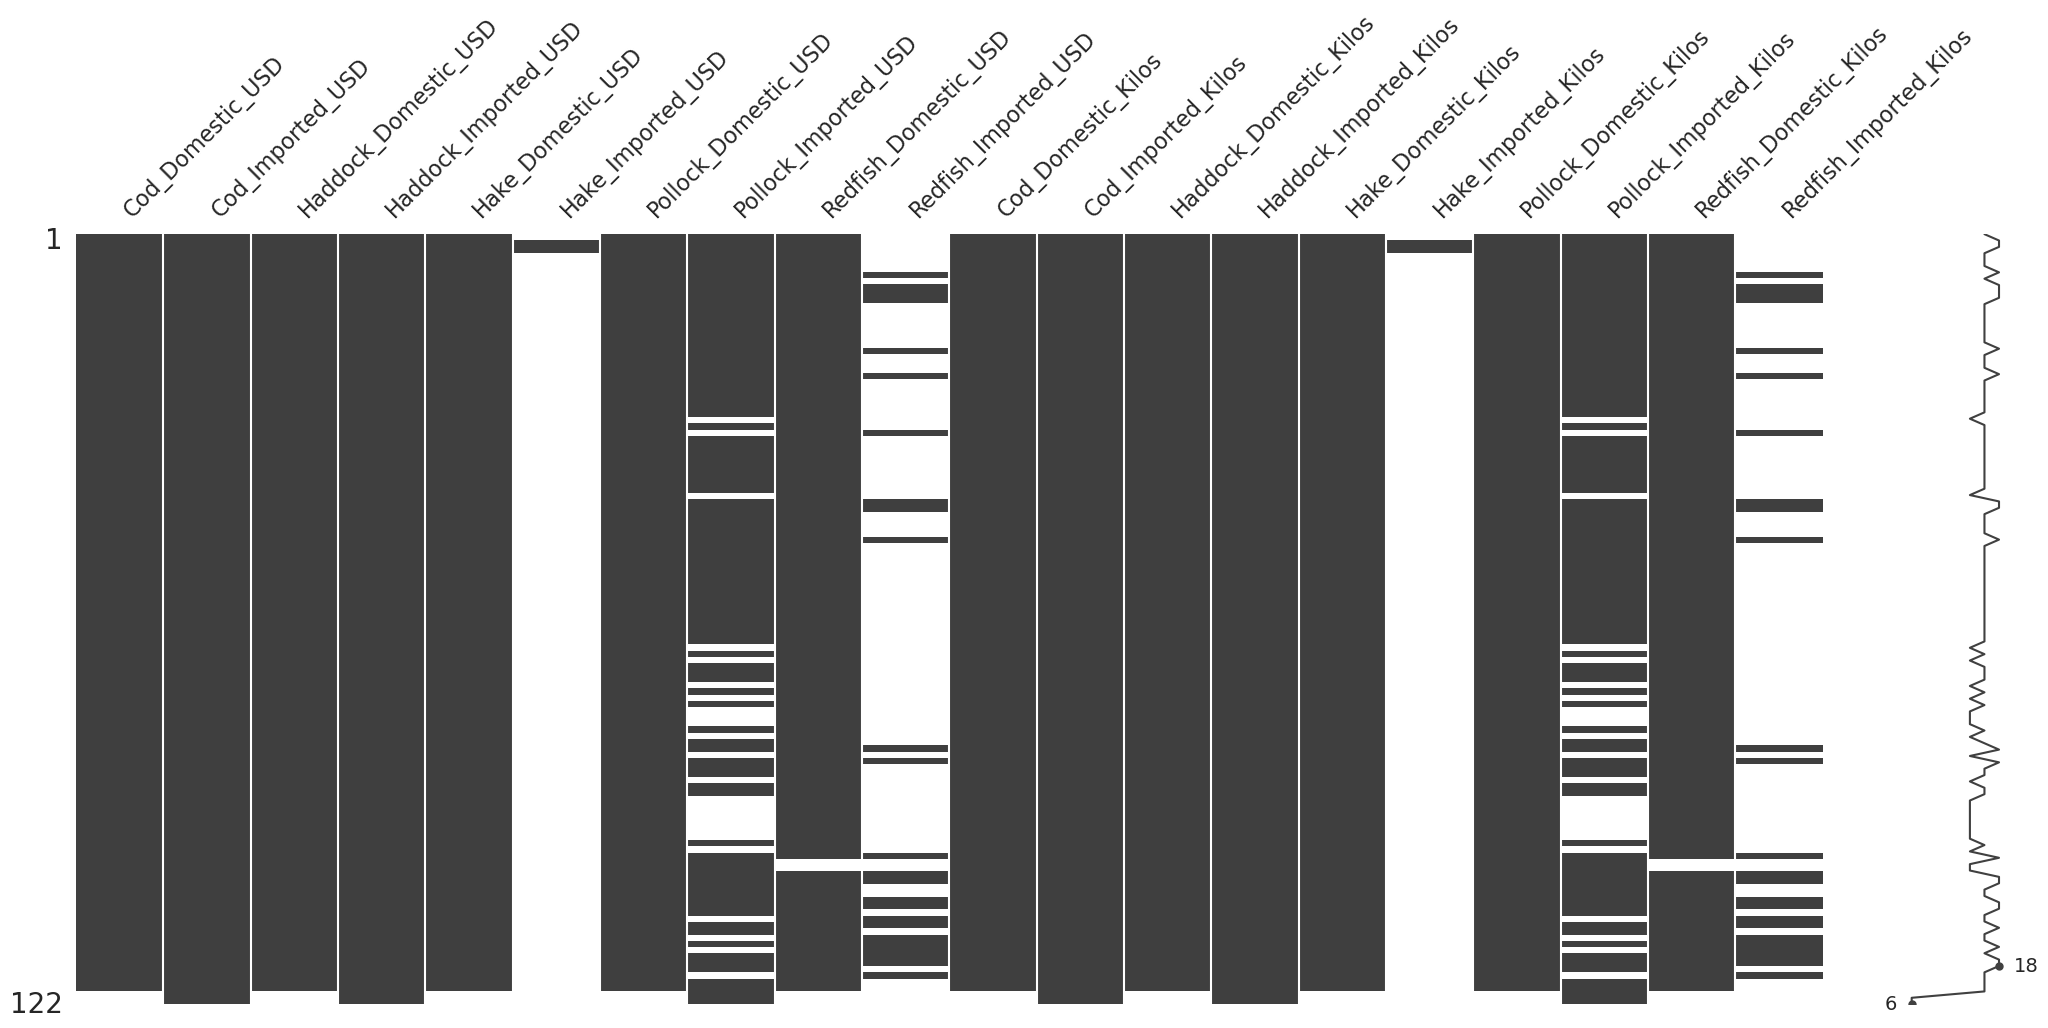 Cod_Domestic_USD
Cod_Imported_USD
Haddock_Domestic_USD
Haddock_Imported_USD
Hake_Domestic_USD
Hake_Imported_USD
Pollock_Domestic_USD
Pollock_Imported_USD
Redfish_Domestic_USD
Redfish_Imported_USD
Cod_Domestic_Kilos
Cod_Imported_Kilos
Haddock_Domestic_Kilos
Haddock_Imported_Kilos
Hake_Domestic_Kilos
Hake_Imported_Kilos
Pollock_Domestic_Kilos
Pollock_Imported_Kilos
Redfish_Domestic_Kilos
Redfish_Imported_Kilos
1
18
122
6